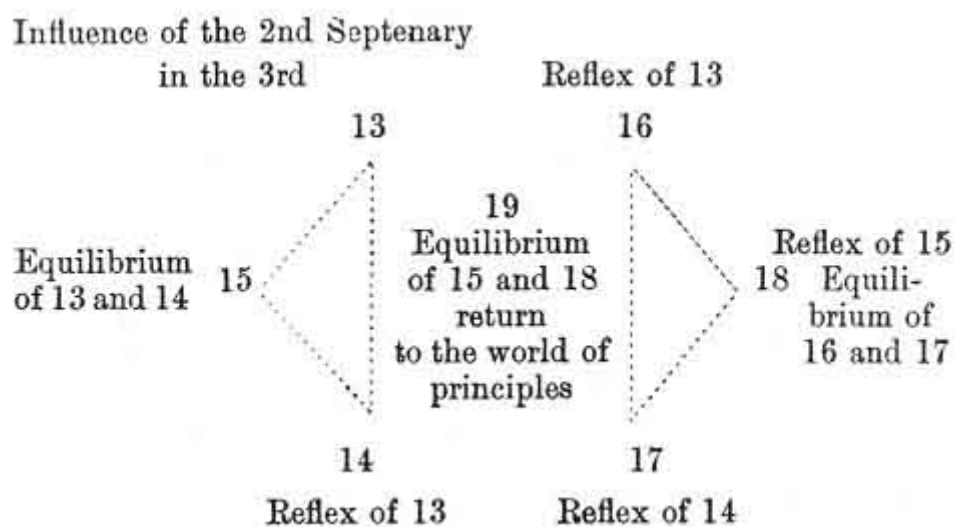 Influence of the 2nd Septenary
in the 3rd
Reflex of 13
13
16
19
Equilibrium
of 15 and 18
return
to the world of
principles
Equilibrium
of 13 and 14
15
18
Reflex of 15
Equili-
brium of
16 and 17
14
17
Reflex of 13
Reflex of 14